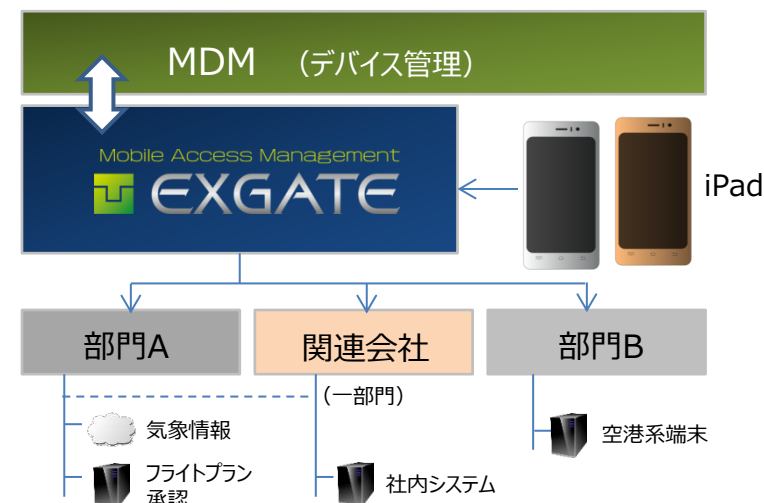 MDM （デバイス管理）
Mobile Access Management
EXGATE
iPad
部門A
関連会社
部門B
（一部門）
気象情報
空港系端末
フライトプラン
承認
社内システム